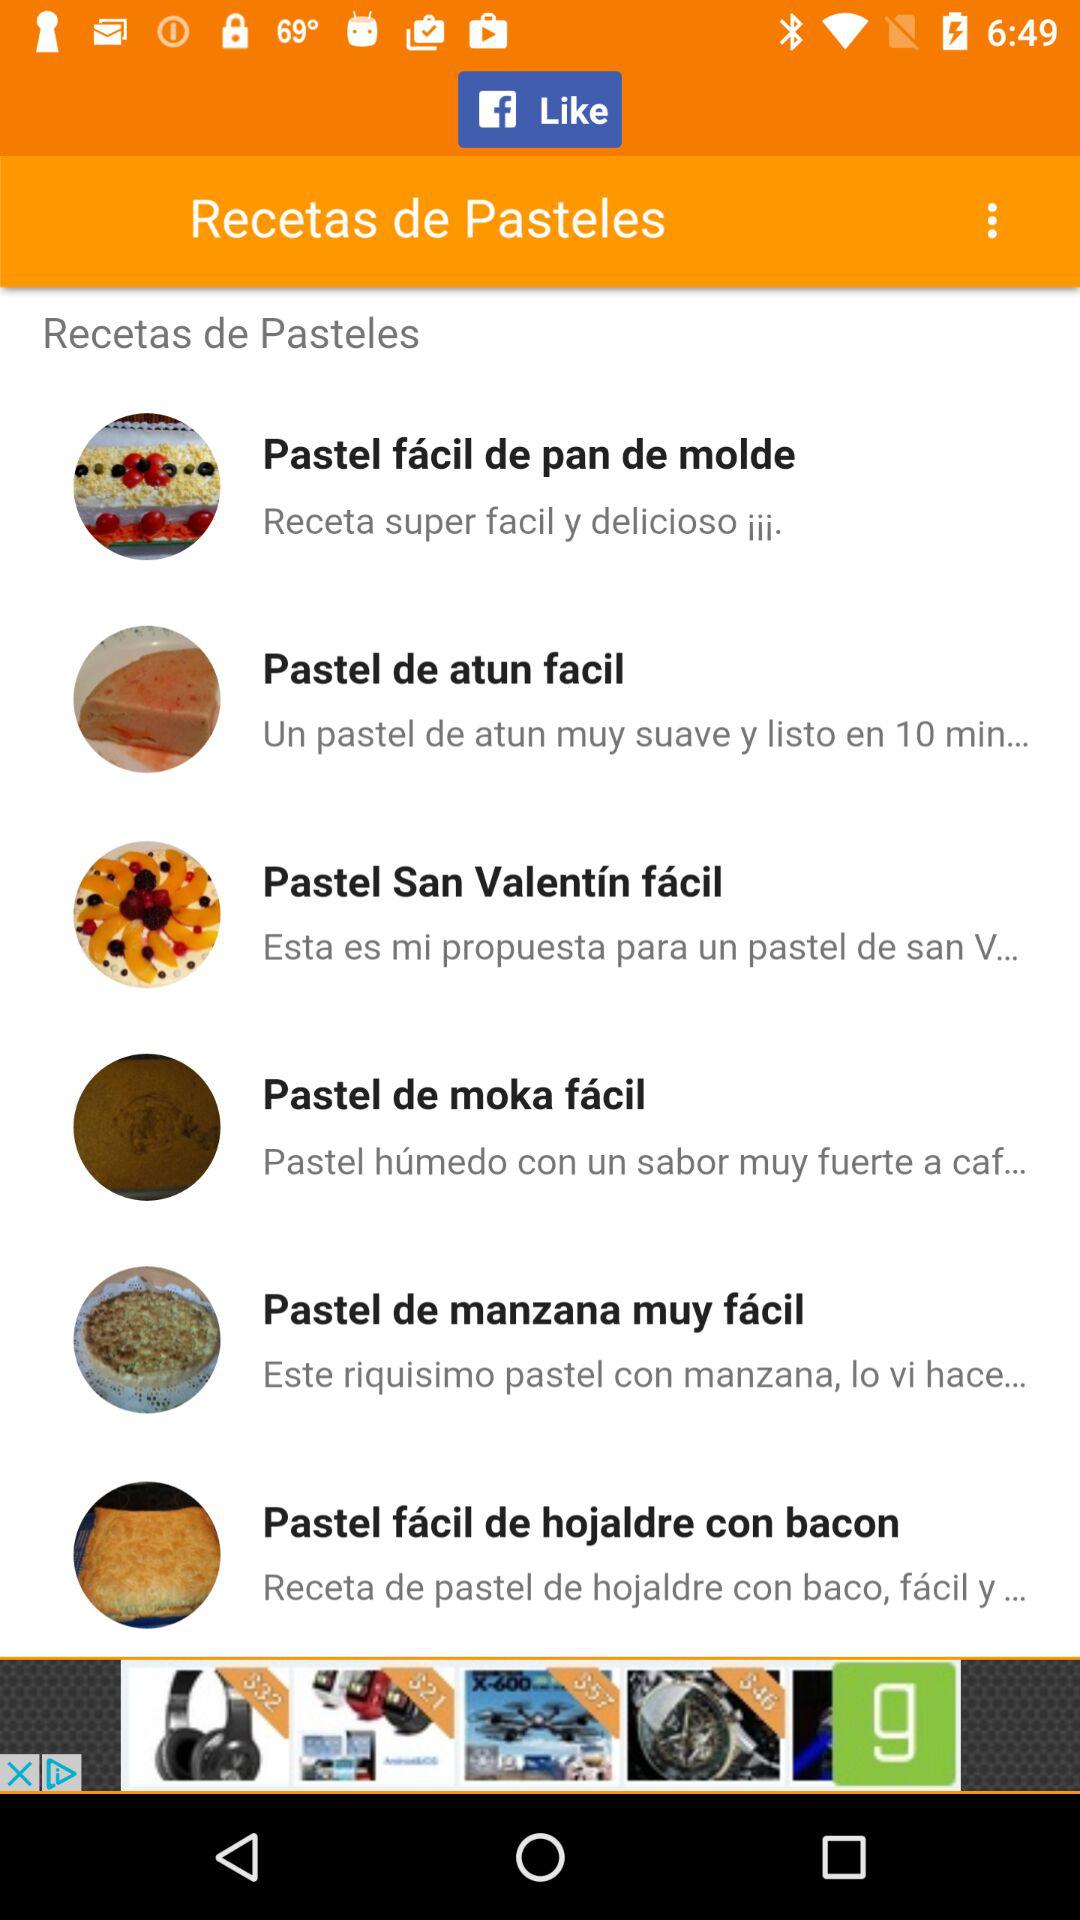 69° 6:49
Like
Recetas de Pasteles
Recetas de Pasteles
Pastel fácil de pan de molde
Receta super facil y delicioso ¡¡¡.
Pastel de atun facil
Un pastel de atun muy suave y listo en 10 min...
Pastel San Valentín fácil
Esta es mi propuesta para un pastel de san V...
Pastel de moka fácil
Pastel húmedo con un sabor muy fuerte a caf...
Pastel de manzana muy fácil
Este riquisimo pastel con manzana, lo vi hace...
Pastel fácil de hojaldre con bacon
Receta de pastel de hojaldre con baco, fácil y ...
$32 $21 X-600 $57 $46 g
Android&iOS